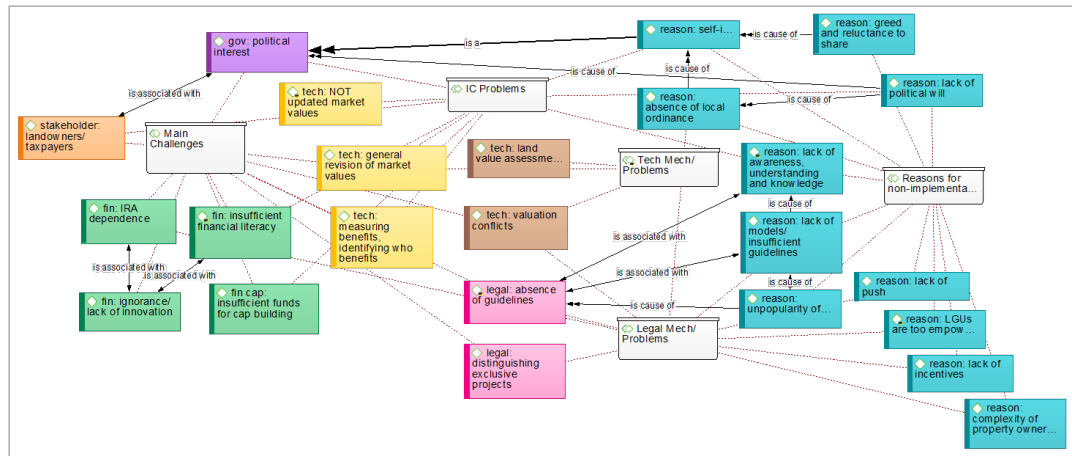 gov: political
interest
is a
reason: self-i...
is cause of
reason: greed
and reluctance to
share
is associated with
is cause of
tech: NOT
updated market
values
IC Problems
reason:
absence of local
ordinance
is cause of
is cause of
reason: lack of
political will
stakeholder:
landowners/
taxpayers
Main
Challenges
tech: general
revision of market
values
tech: land
value assessme...
Tech Mech/
Problems
reason: lack of
awareness,
understanding
and knowledge
Reasons for
non-implementa...
is cause of
fin: IRA
dependence
fin: insufficient
financial literacy
tech:
measuring
benefits,
identifying who
benefits
tech: valuation
conflicts
is associated with
reason: lack of
models/
insufficient
guidelines
is associated with
is associated with
is associated with
is cause of
fin: ignorance/
lack of innovation
fin cap:
insufficient funds
for cap building
legal: absence
of guidelines
is cause of
reason:
unpopularity of...
reason: lack of
push
Legal Mech/
Problems
reason: LGUs
are too empow...
legal:
distinguishing
exclusive
projects
reason: lack of
incentives
reason:
complexity of
property owner...